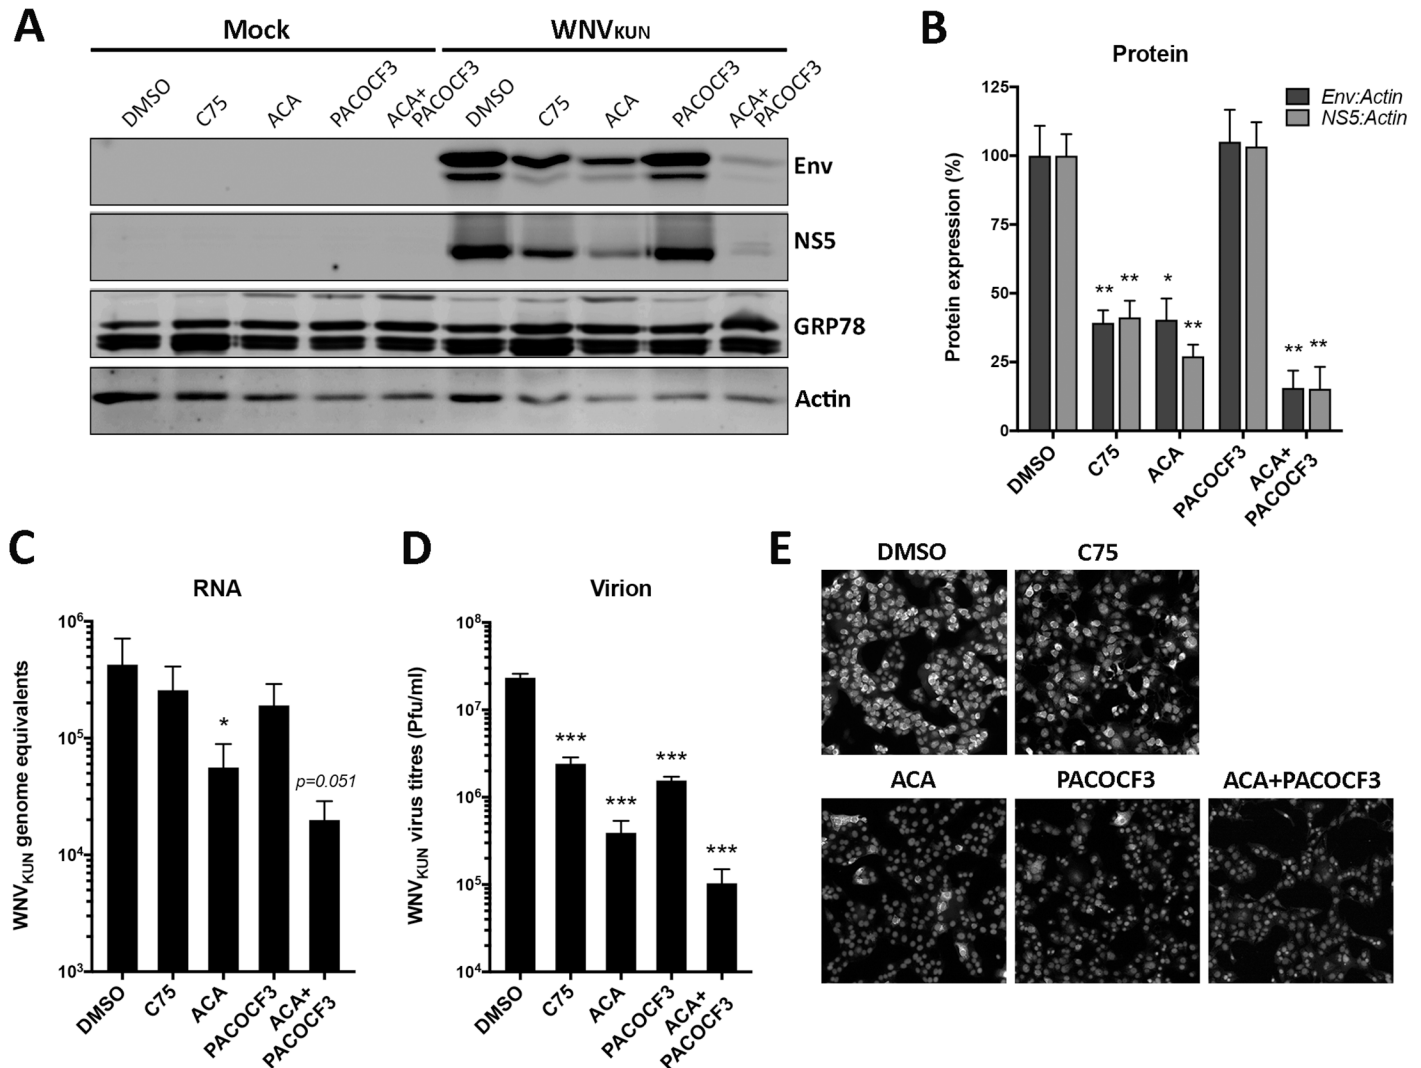 A
Mock
WNVKUN
DMSO
C75
ACA
PACOCF3
ACA+
PACOCF3
DMSO
C75
ACA
PACOCF3
ACA+
PACOCF3
Env
NS5
GRP78
Actin
B
Protein
Env:Actin
NS5:Actin
Protein expression (%)
125
100
75
50
25
0
**
**
*
**
**
**
DMSO
C75
ACA
PACOCF3
ACA+
PACOCF3
C
RNA
WNVKUN genome equivalents
10⁶
10⁵
10⁴
10³
*
p=0.051
DMSO
C75
ACA
PACOCF3
ACA+
PACOCF3
D
Virion
WNVKUN virus titres (Pfu/ml)
10⁸
10⁷
10⁶
10⁵
10⁴
***
***
***
***
DMSO
C75
ACA
PACOCF3
ACA+
PACOCF3
E
DMSO
C75
ACA
PACOCF3
ACA+PACOCF3